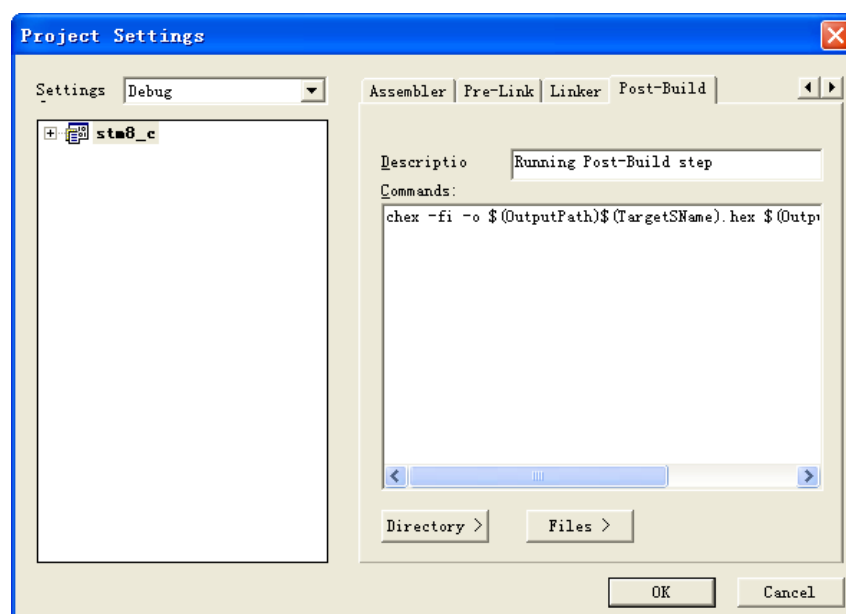 Project Settings
Settings Debug
Assembler Pre-Link Linker Post-Build
stm8_c
Descriptio Running Post-Build step
Commands:
chex -fi -o $(OutputPath)$(TargetSName).hex $(Outpu
Directory > Files >
OK Cancel